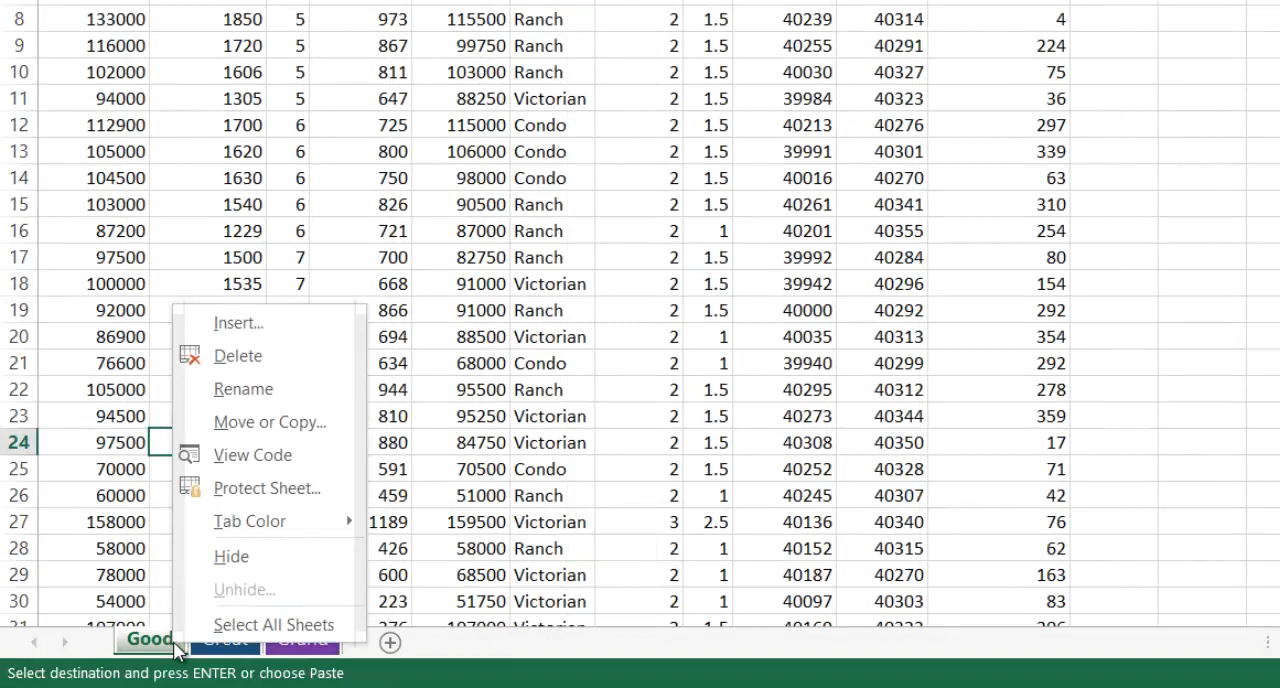 8 133000 1850 5 973 115500 Ranch 2 1.5 40239 40314 4
9 116000 1720 5 867 99750 Ranch 2 1.5 40255 40291 224
10 102000 1606 5 811 103000 Ranch 2 1.5 40030 40327 75
11 94000 1305 5 647 88250 Victorian 2 1.5 39984 40323 36
12 112900 1700 6 725 115000 Condo 2 1.5 40213 40276 297
13 105000 1620 6 800 106000 Condo 2 1.5 39991 40301 339
14 104500 1630 6 750 98000 Condo 2 1.5 40016 40270 63
15 103000 1540 6 826 90500 Ranch 2 1.5 40261 40341 310
16 87200 1229 6 721 87000 Ranch 2 1 40201 40355 254
17 97500 1500 7 700 82750 Ranch 2 1.5 39992 40284 80
18 100000 1535 7 668 91000 Victorian 2 1.5 39942 40296 154
19 92000 866 91000 Ranch 2 1.5 40000 40292 292
20 86900 694 88500 Victorian 2 1 40035 40313 354
21 76600 634 68000 Condo 2 1 39940 40299 292
22 105000 944 95500 Ranch 2 1.5 40295 40312 278
23 94500 810 95250 Victorian 2 1.5 40273 40344 359
24 97500 880 84750 Victorian 2 1.5 40308 40350 17
25 70000 591 70500 Condo 2 1.5 40252 40328 71
26 60000 459 51000 Ranch 2 1 40245 40307 42
27 158000 1189 159500 Victorian 3 2.5 40136 40340 76
28 58000 426 58000 Ranch 2 1 40152 40315 62
29 78000 600 68500 Victorian 2 1 40187 40270 163
30 54000 223 51750 Victorian 2 1 40097 40303 83
Insert...
Delete
Rename
Move or Copy...
View Code
Protect Sheet...
Tab Color
Hide
Unhide...
Select All Sheets
Good
Select destination and press ENTER or choose Paste